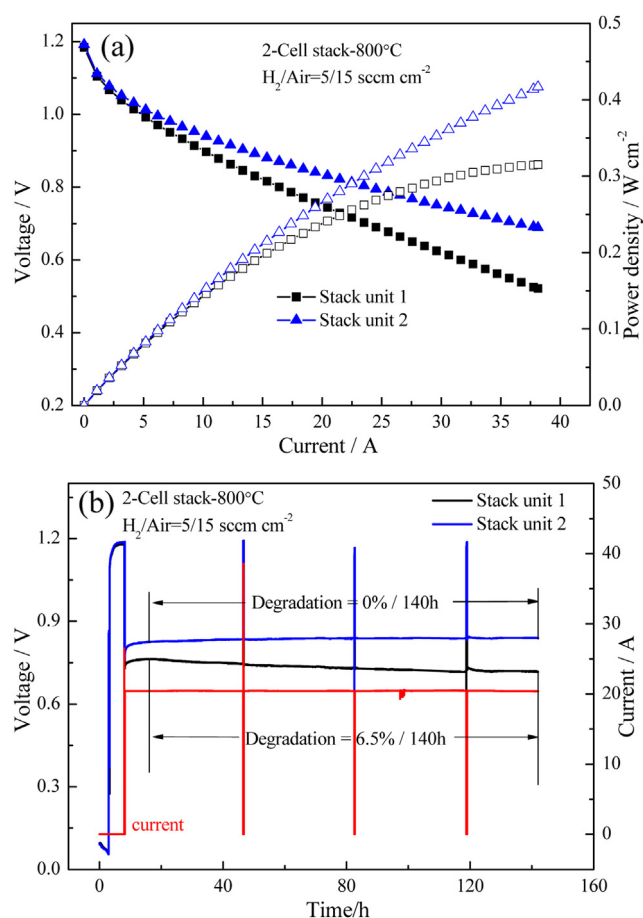 (a)
2-Cell stack-800°C
H2/Air=5/15 sccm cm-2
Stack unit 1
Stack unit 2
Voltage / V
1.2
1.0
0.8
0.6
0.4
0.2
Power density / W cm-2
0.5
0.4
0.3
0.2
0.1
0.0
0 5 10 15 20 25 30 35 40
Current / A
(b)
2-Cell stack-800°C
H2/Air=5/15 sccm cm-2
Stack unit 1
Stack unit 2
Degradation = 0% / 140h
Degradation = 6.5% / 140h
current
Voltage / V
1.2
0.9
0.6
0.3
0.0
Current / A
50
40
30
20
10
0
0 40 80 120 160
Time/h